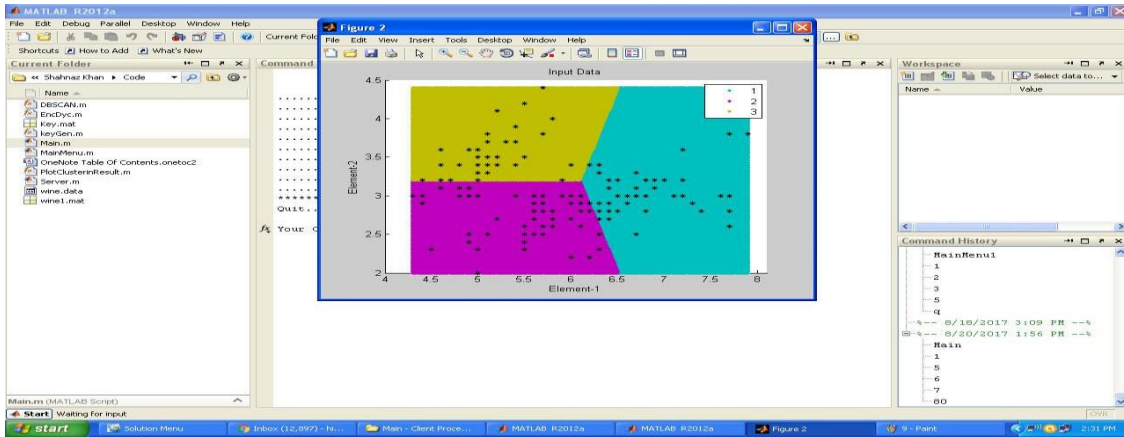 MATLAB R2012a
File Edit Debug Parallel Desktop Window Help
Current Fold
Shortcuts How to Add What's New
Current Folder
« Shahnaz Khan ▸ Code
Name
DBSCAN.m
EncDyc.m
Key.mat
keyGen.m
Main.m
MainMenu.m
OneNote Table Of Contents.onetoc2
PlotClusterinResult.m
Server.m
wine.data
wine1.mat
Main.m (MATLAB Script)
Command
Quit..
fx Your
Figure 2
File Edit View Insert Tools Desktop Window Help
Input Data
4.5
4
3.5
3
2.5
2
Element-2
4 4.5 5 5.5 6 6.5 7 7.5 8
Element-1
1
2
3
Workspace
Select data to...
Name Value
Command History
MainMenu1
1
2
3
5
q
%-- 8/18/2017 3:09 PM --%
%-- 8/20/2017 1:56 PM --%
Main
1
5
6
7
80
Start Waiting for input
OVR
start Solution Menu Inbox (12,097) - N... Main - Client Proce... MATLAB R2012a MATLAB R2012a Figure 2 9 - Paint 2:31 PM